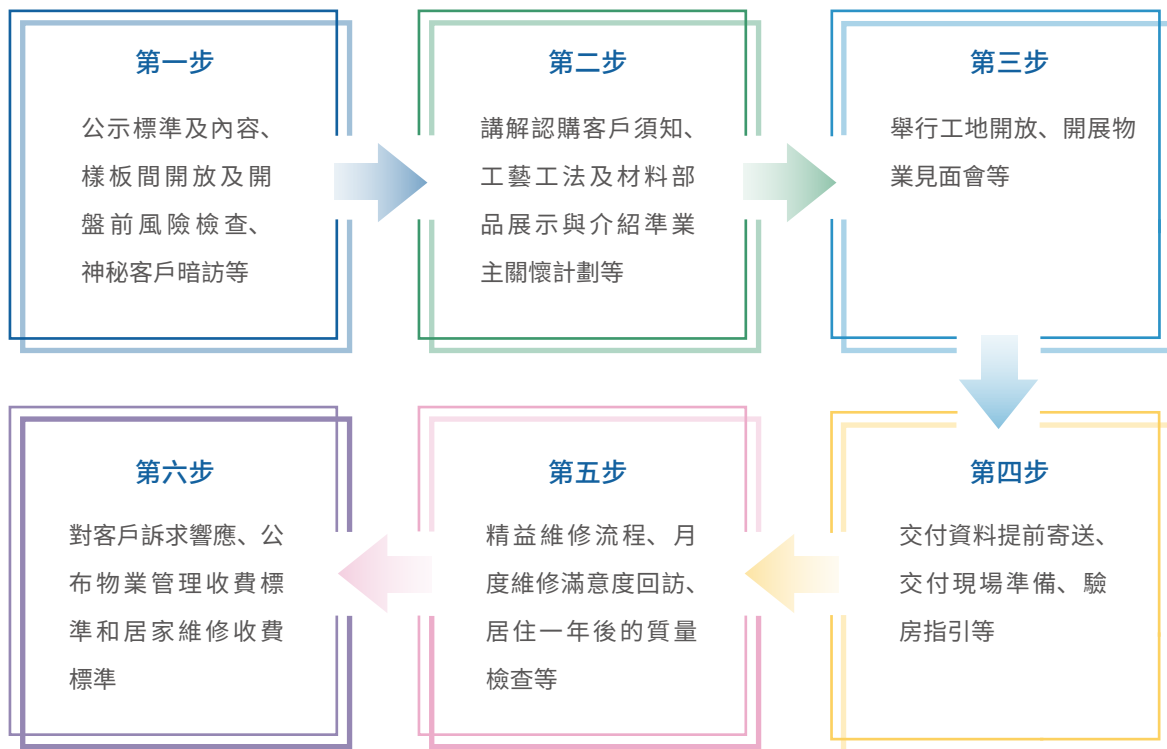 第一步
公示標準及內容、
樣板間開放及開
盤前風險檢查、
神秘客戶暗訪等
第二步
講解認購客戶須知、
工藝工法及材料部
品展示與介紹準業
主關懷計劃等
第三步
舉行工地開放、開展物
業見面會等
第四步
交付資料提前寄送、
交付現場準備、驗
房指引等
第五步
精益維修流程、月
度維修滿意度回訪、
居住一年後的質量
檢查等
第六步
對客戶訴求響應、公
布物業管理收費標
準和居家維修收費
標準